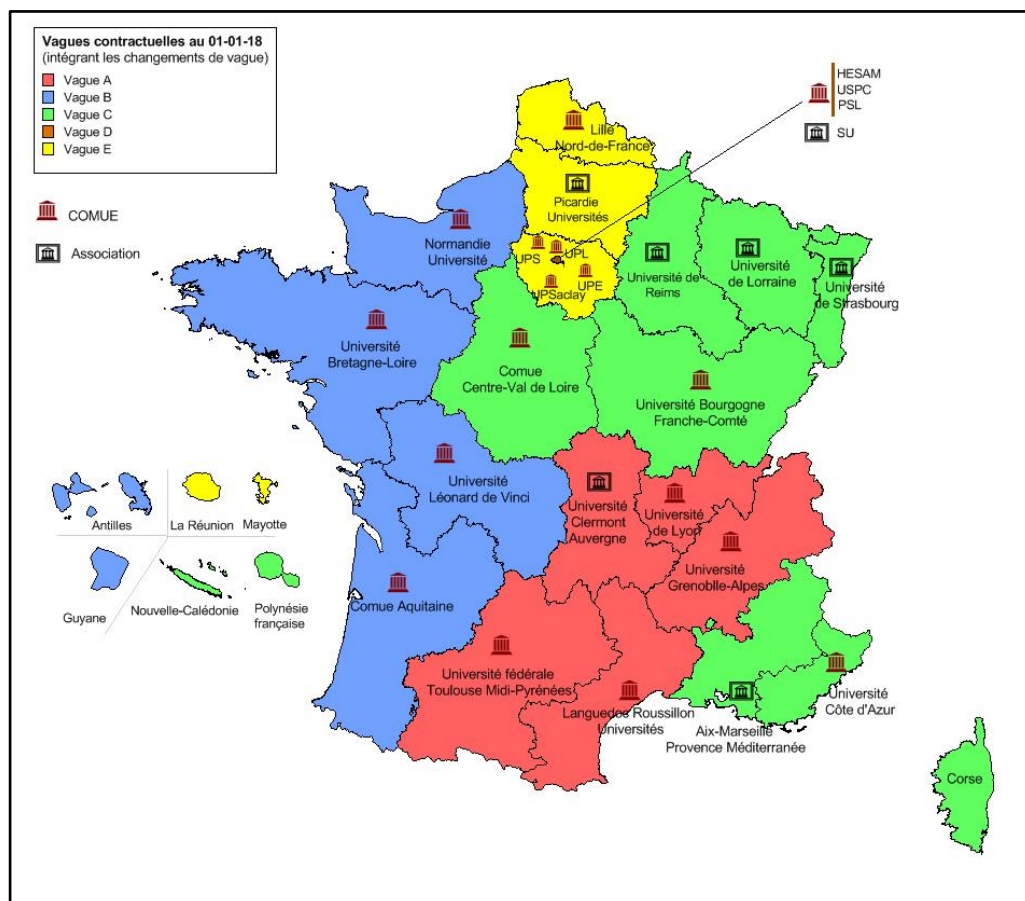 Vagues contractuelles au 01-01-18
(intégrant les changements de vague)
Vague A
Vague B
Vague C
Vague D
Vague E
COMUE
Association
HESAM
USPC
PSL
SU
Lille
Nord-de-France
Picardie
Universités
Normandie
Université
UPS
UPL
UPSaclay
UPE
Université de
Reims
Université
de Lorraine
Université
de Strasbourg
Université
Bretagne-Loire
Comue
Centre-Val de Loire
Université Bourgogne
Franche-Comté
Université
Léonard de Vinci
Université
Clermont
Auvergne
Université
de Lyon
Université
Grenoblle-Alpes
Antilles
La Réunion
Mayotte
Guyane
Nouvelle-Calédonie
Polynésie
française
Comue Aquitaine
Université fédérale
Toulouse Midi-Pyrénées
Languedos Roussillon
Universités
Aix-Marseille
Provence Méditerranée
Université
Côte d'Azur
Corse